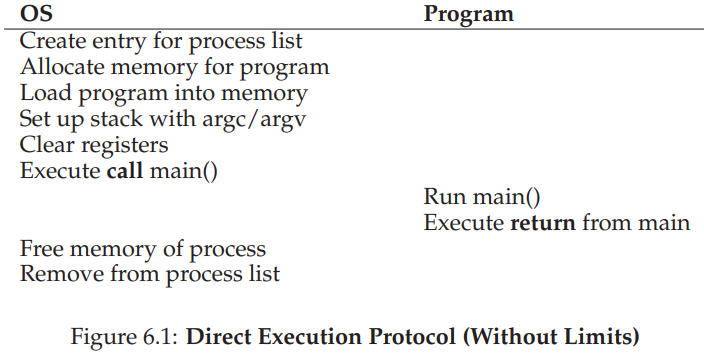 OS Program
Create entry for process list
Allocate memory for program
Load program into memory
Set up stack with argc/argv
Clear registers
Execute call main()
Run main()
Execute return from main
Free memory of process
Remove from process list
Figure 6.1: Direct Execution Protocol (Without Limits)